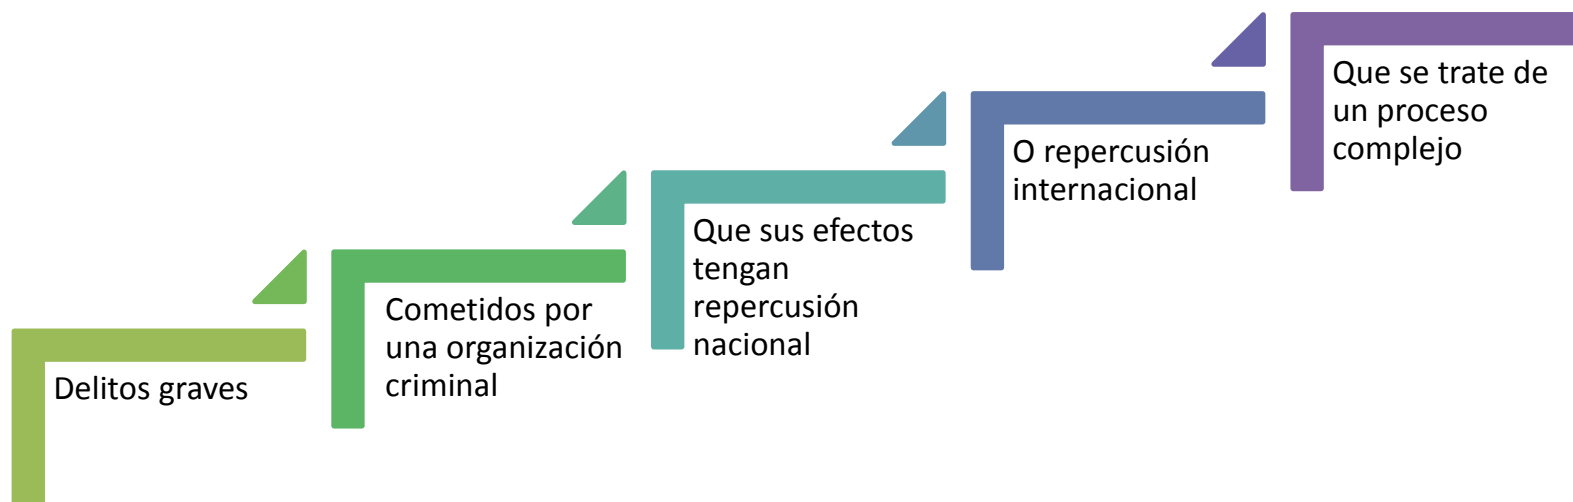 Delitos graves
Cometidos por
una organización
criminal
Que sus efectos
tengan
repercusión
nacional
O repercusión
internacional
Que se trate de
un proceso
complejo